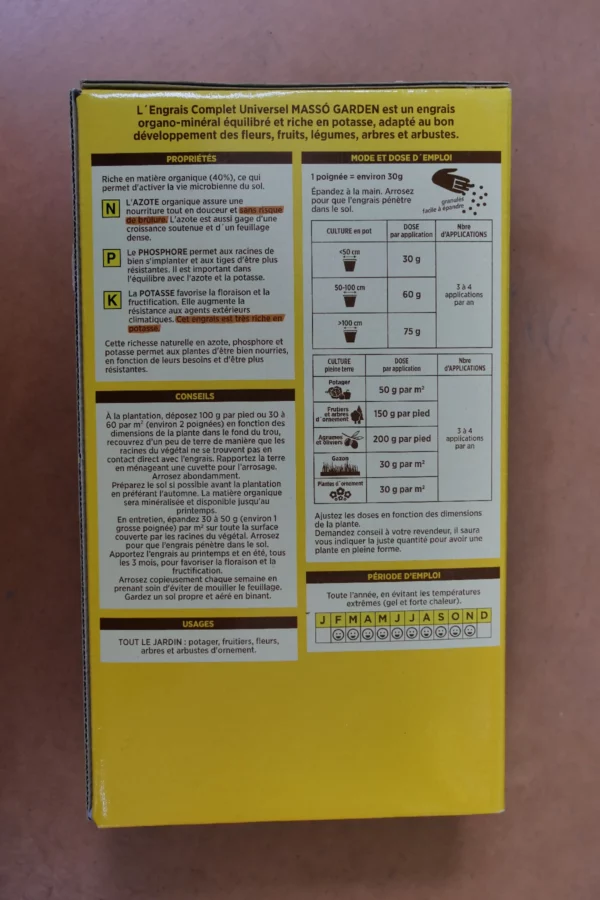 L´Engrais Complet Universel MASSÓ GARDEN est un engrais
organo-minéral équilibré et riche en potasse, adapté au bon
développement des fleurs, fruits, légumes, arbres et arbustes.
PROPRIÉTÉS
Riche en matière organique (40%), ce qui
permet d'activer la vie microbienne du sol.
N
L'AZOTE organique assure une
nourriture tout en douceur et sans risque
de brûlure. L'azote est aussi gage d'une
croissance soutenue et d´un feuillage
dense.
P
Le PHOSPHORE permet aux racines de
bien s'implanter et aux tiges d'être plus
résistantes. Il est important dans
l'équilibre avec l'azote et la potasse.
K
La POTASSE favorise la floraison et la
fructification. Elle augmente la
résistance aux agents extérieurs
climatiques. Cet engrais est très riche en
potasse.
Cette richesse naturelle en azote, phosphore et
potasse permet aux plantes d'être bien nourries,
en fonction de leurs besoins et d'être plus
résistantes.
CONSEILS
À la plantation, déposez 100 g par pied ou 30 à
60 par m² (environ 2 poignées) en fonction des
dimensions de la plante dans le fond du trou,
recouvrez d'un peu de terre de manière que les
racines du végétal ne se trouvent pas en
contact direct avec l'engrais. Rapportez la terre
en ménageant une cuvette pour l'arrosage.
Arrosez abondamment.
Préparez le sol si possible avant la plantation
en préférant l'automne. La matière organique
sera minéralisée et disponible jusqu'au
printemps.
En entretien, épandez 30 à 50 g (environ 1
grosse poignée) par m² sur toute la surface
couverte par les racines du végétal. Arrosez
pour que l'engrais pénètre dans le sol.
Apportez l'engrais au printemps et en été, tous
les 3 mois, pour favoriser la floraison et la
fructification.
Arrosez copieusement chaque semaine en
prenant soin d'éviter de mouiller le feuillage.
Gardez un sol propre et aéré en binant.
USAGES
TOUT LE JARDIN : potager, fruitiers, fleurs,
arbres et arbustes d'ornement.
MODE ET DOSE D´EMPLOI
1 poignée = environ 30g
Épandez à la main. Arrosez
pour que l'engrais pénètre
dans le sol.
granulés
facile à épandre
CULTURE en pot
DOSE
par application
Nbre
d'APPLICATIONS
<50 cm
30 g
50-100 cm
60 g
>100 cm
75 g
3 à 4
applications
par an
CULTURE
pleine terre
DOSE
par application
Nbre
d'APPLICATIONS
Potager
50 g par m²
Fruitiers
et arbres
d´ornement
150 g par pied
Agrumes
et Oliviers
200 g par pied
Gazon
30 g par m²
Plantes d´ornement
30 g par m²
3 à 4
applications
par an
Ajustez les doses en fonction des dimensions
de la plante.
Demandez conseil à votre revendeur, il saura
vous indiquer la juste quantité pour avoir une
plante en pleine forme.
PÉRIODE D'EMPLOI
Toute l'année, en évitant les températures
extrêmes (gel et forte chaleur).
J F M A M J J A S O N D